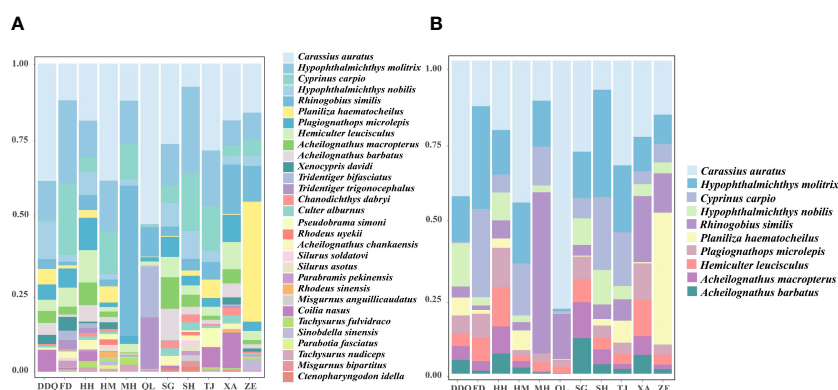 A
B
1.00
0.75
0.50
0.25
0.00
DDQ FD HH HM MH QL SG SH TJ XA ZE
Carassius auratus
Hypophthalmichthys molitrix
Cyprinus carpio
Hypophthalmichthys nobilis
Rhinogobius similis
Planiliza haematocheilus
Plagiognathops microlepis
Hemiculter leucisculus
Acheilognathus macropterus
Acheilognathus barbatus
Xenocypris davidi
Tridentiger bifasciatus
Tridentiger trigonocephalus
Chanodichthys dabryi
Culter alburnus
Pseudobrama simoni
Rhodeus uyekii
Acheilognathus chankaensis
Silurus soldatovi
Silurus asotus
Parabramis pekinensis
Rhodeus sinensis
Misgurnus anguillicaudatus
Coilia nasus
Tachysurus fulvidraco
Sinobdella sinensis
Parabotia fasciatus
Tachysurus nudiceps
Misgurnus bipartitus
Ctenopharyngodon idella
1.00
0.75
0.50
0.25
0.00
DDQ FD HH HM MH QL SG SH TJ XA ZE
Carassius auratus
Hypophthalmichthys molitrix
Cyprinus carpio
Hypophthalmichthys nobilis
Rhinogobius similis
Planiliza haematocheilus
Plagiognathops microlepis
Hemiculter leucisculus
Acheilognathus macropterus
Acheilognathus barbatus